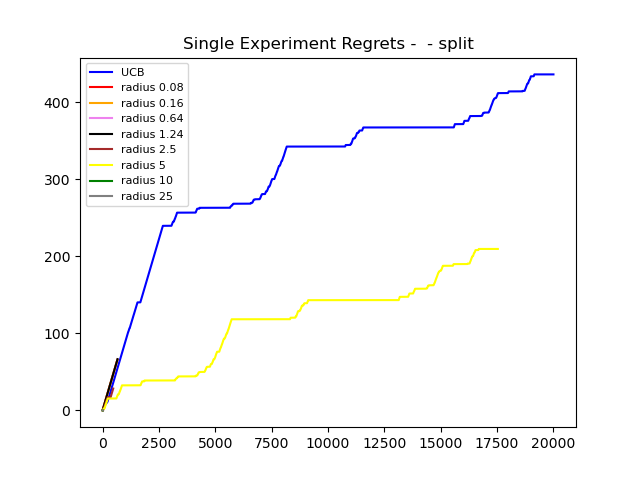 Single Experiment Regrets -  - split
UCB
radius 0.08
radius 0.16
radius 0.64
radius 1.24
radius 2.5
radius 5
radius 10
radius 25
400
300
200
100
0
0 2500 5000 7500 10000 12500 15000 17500 20000